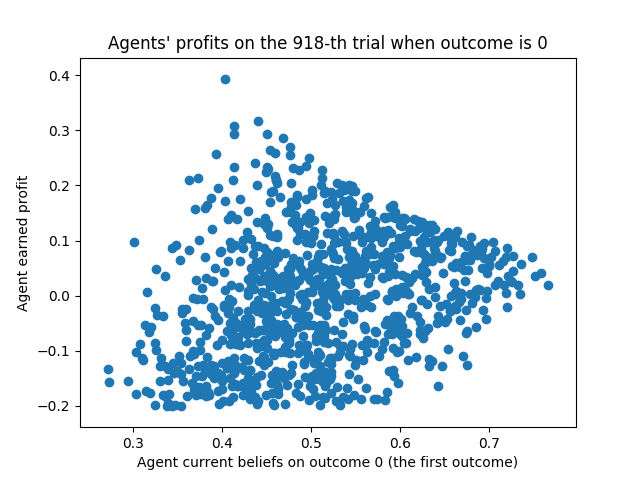 Agents' profits on the 918-th trial when outcome is 0
0.4
0.3
0.2
0.1
0.0
−0.1
−0.2
Agent earned profit
0.3 0.4 0.5 0.6 0.7
Agent current beliefs on outcome 0 (the first outcome)